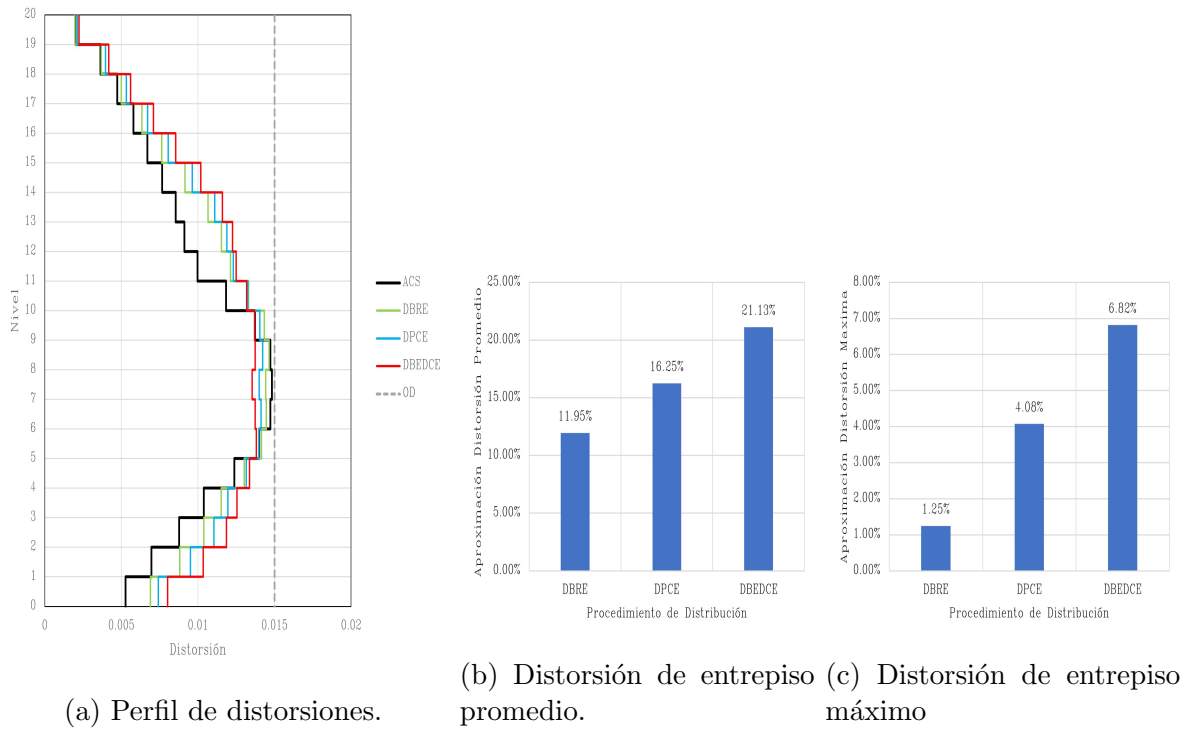 20
19
18
17
16
15
14
13
12
11
10
9
8
7
6
5
4
3
2
1
0
Nivel
0
0.005
0.01
0.015
0.02
Distorsión
ACS
DBRE
DPCE
DBEDCE
OD
(a) Perfil de distorsiones.
25.00%
20.00%
15.00%
10.00%
5.00%
0.00%
Aproximación Distorsión Promedio
11.95%
16.25%
21.13%
DBRE
DPCE
DBEDCE
Procedimiento de Distribución
(b) Distorsión de entrepiso
promedio.
8.00%
7.00%
6.00%
5.00%
4.00%
3.00%
2.00%
1.00%
0.00%
Aproximación Distorsión Maxima
1.25%
4.08%
6.82%
DBRE
DPCE
DBEDCE
Procedimiento de Distribución
(c) Distorsión de entrepiso
máximo